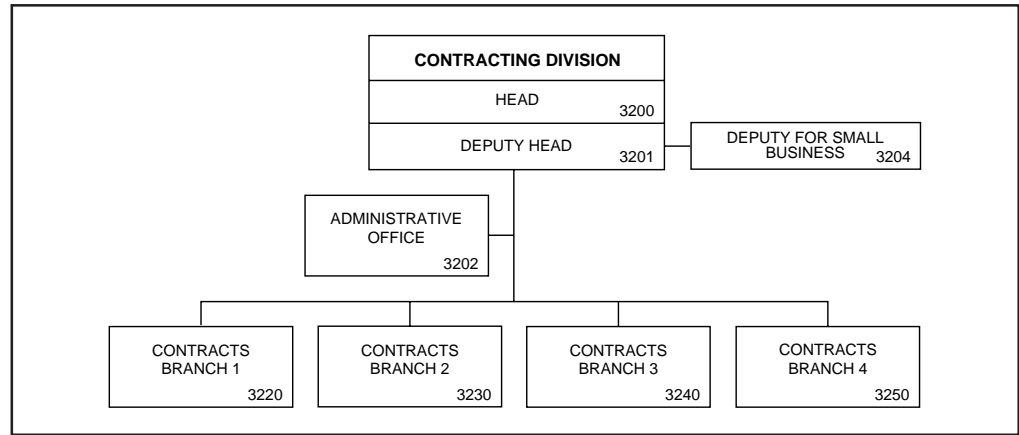 CONTRACTING DIVISION
HEAD
3200
DEPUTY HEAD
3201
DEPUTY FOR SMALL
BUSINESS 3204
ADMINISTRATIVE
OFFICE
3202
CONTRACTS
BRANCH 1
3220
CONTRACTS
BRANCH 2
3230
CONTRACTS
BRANCH 3
3240
CONTRACTS
BRANCH 4
3250